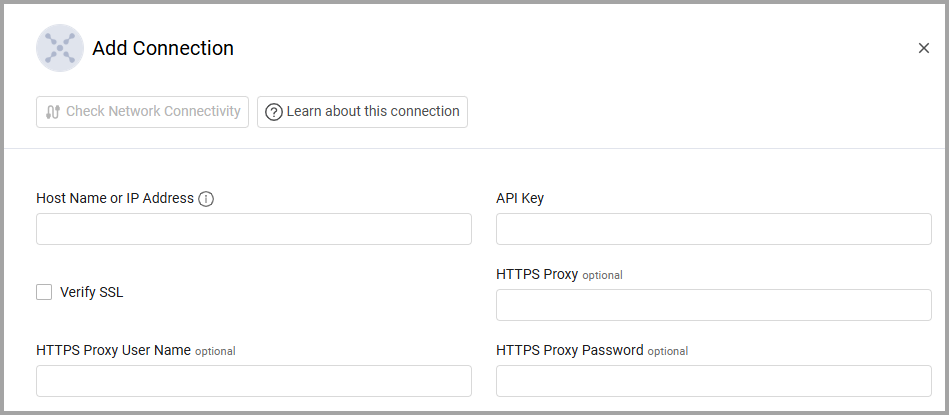 Add Connection
Check Network Connectivity
Learn about this connection
Host Name or IP Address
API Key
Verify SSL
HTTPS Proxy optional
HTTPS Proxy User Name optional
HTTPS Proxy Password optional